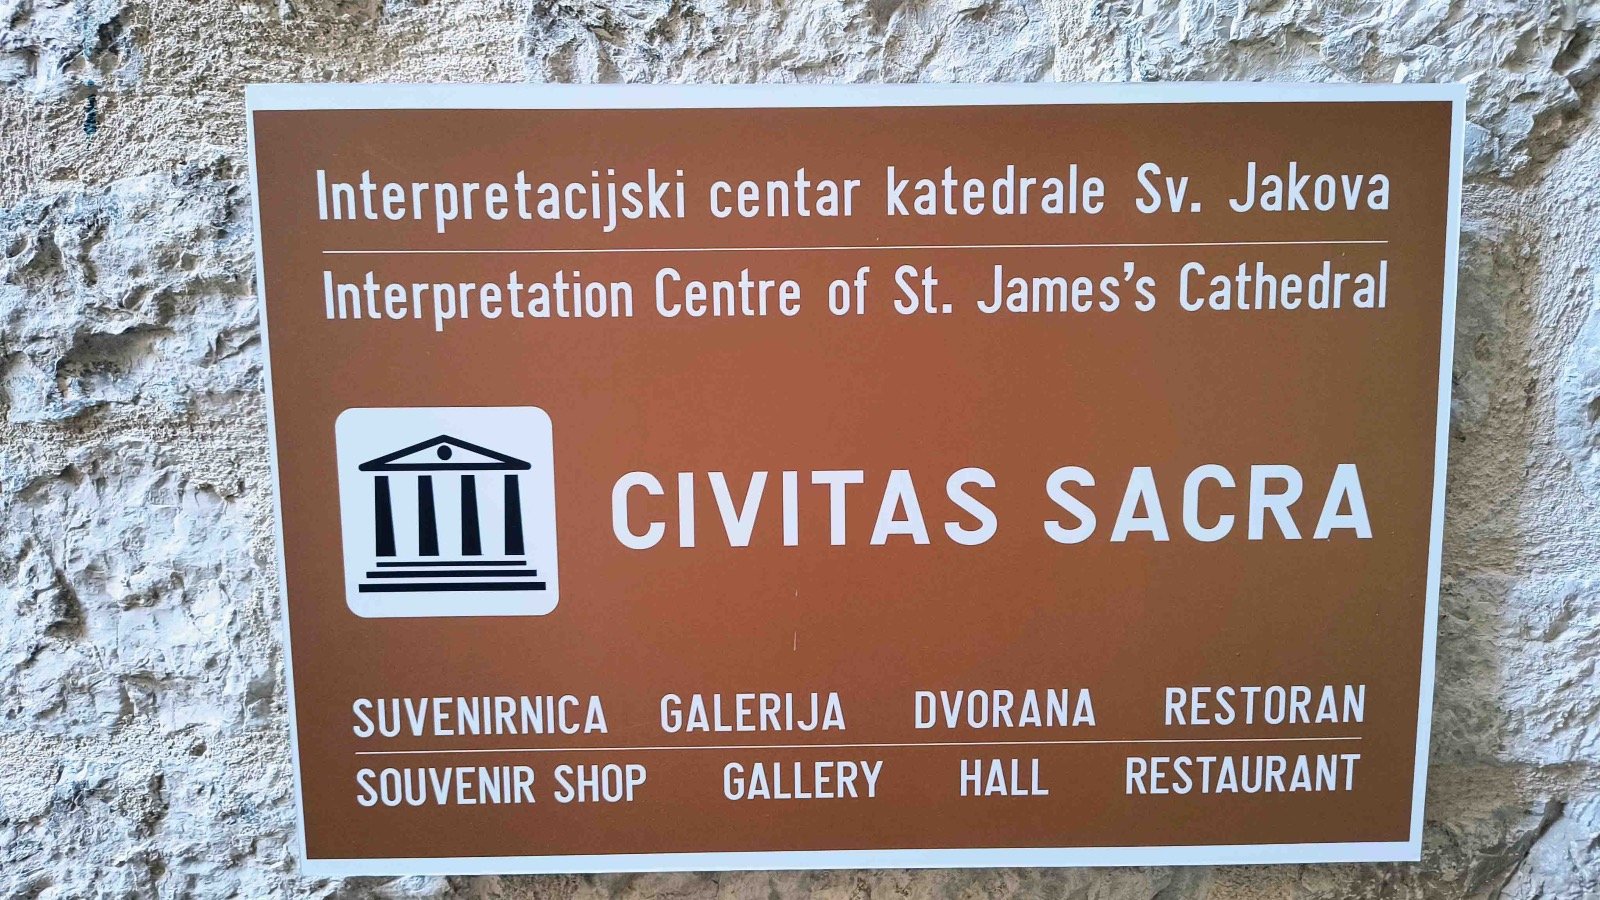 Interpretacijski centar katedrale Sv. Jakova
Interpretation Centre of St. James’s Cathedral
CIVITAS SACRA
SUVENIRNICA GALERIJA DVORANA RESTORAN
SOUVENIR SHOP GALLERY HALL RESTAURANT